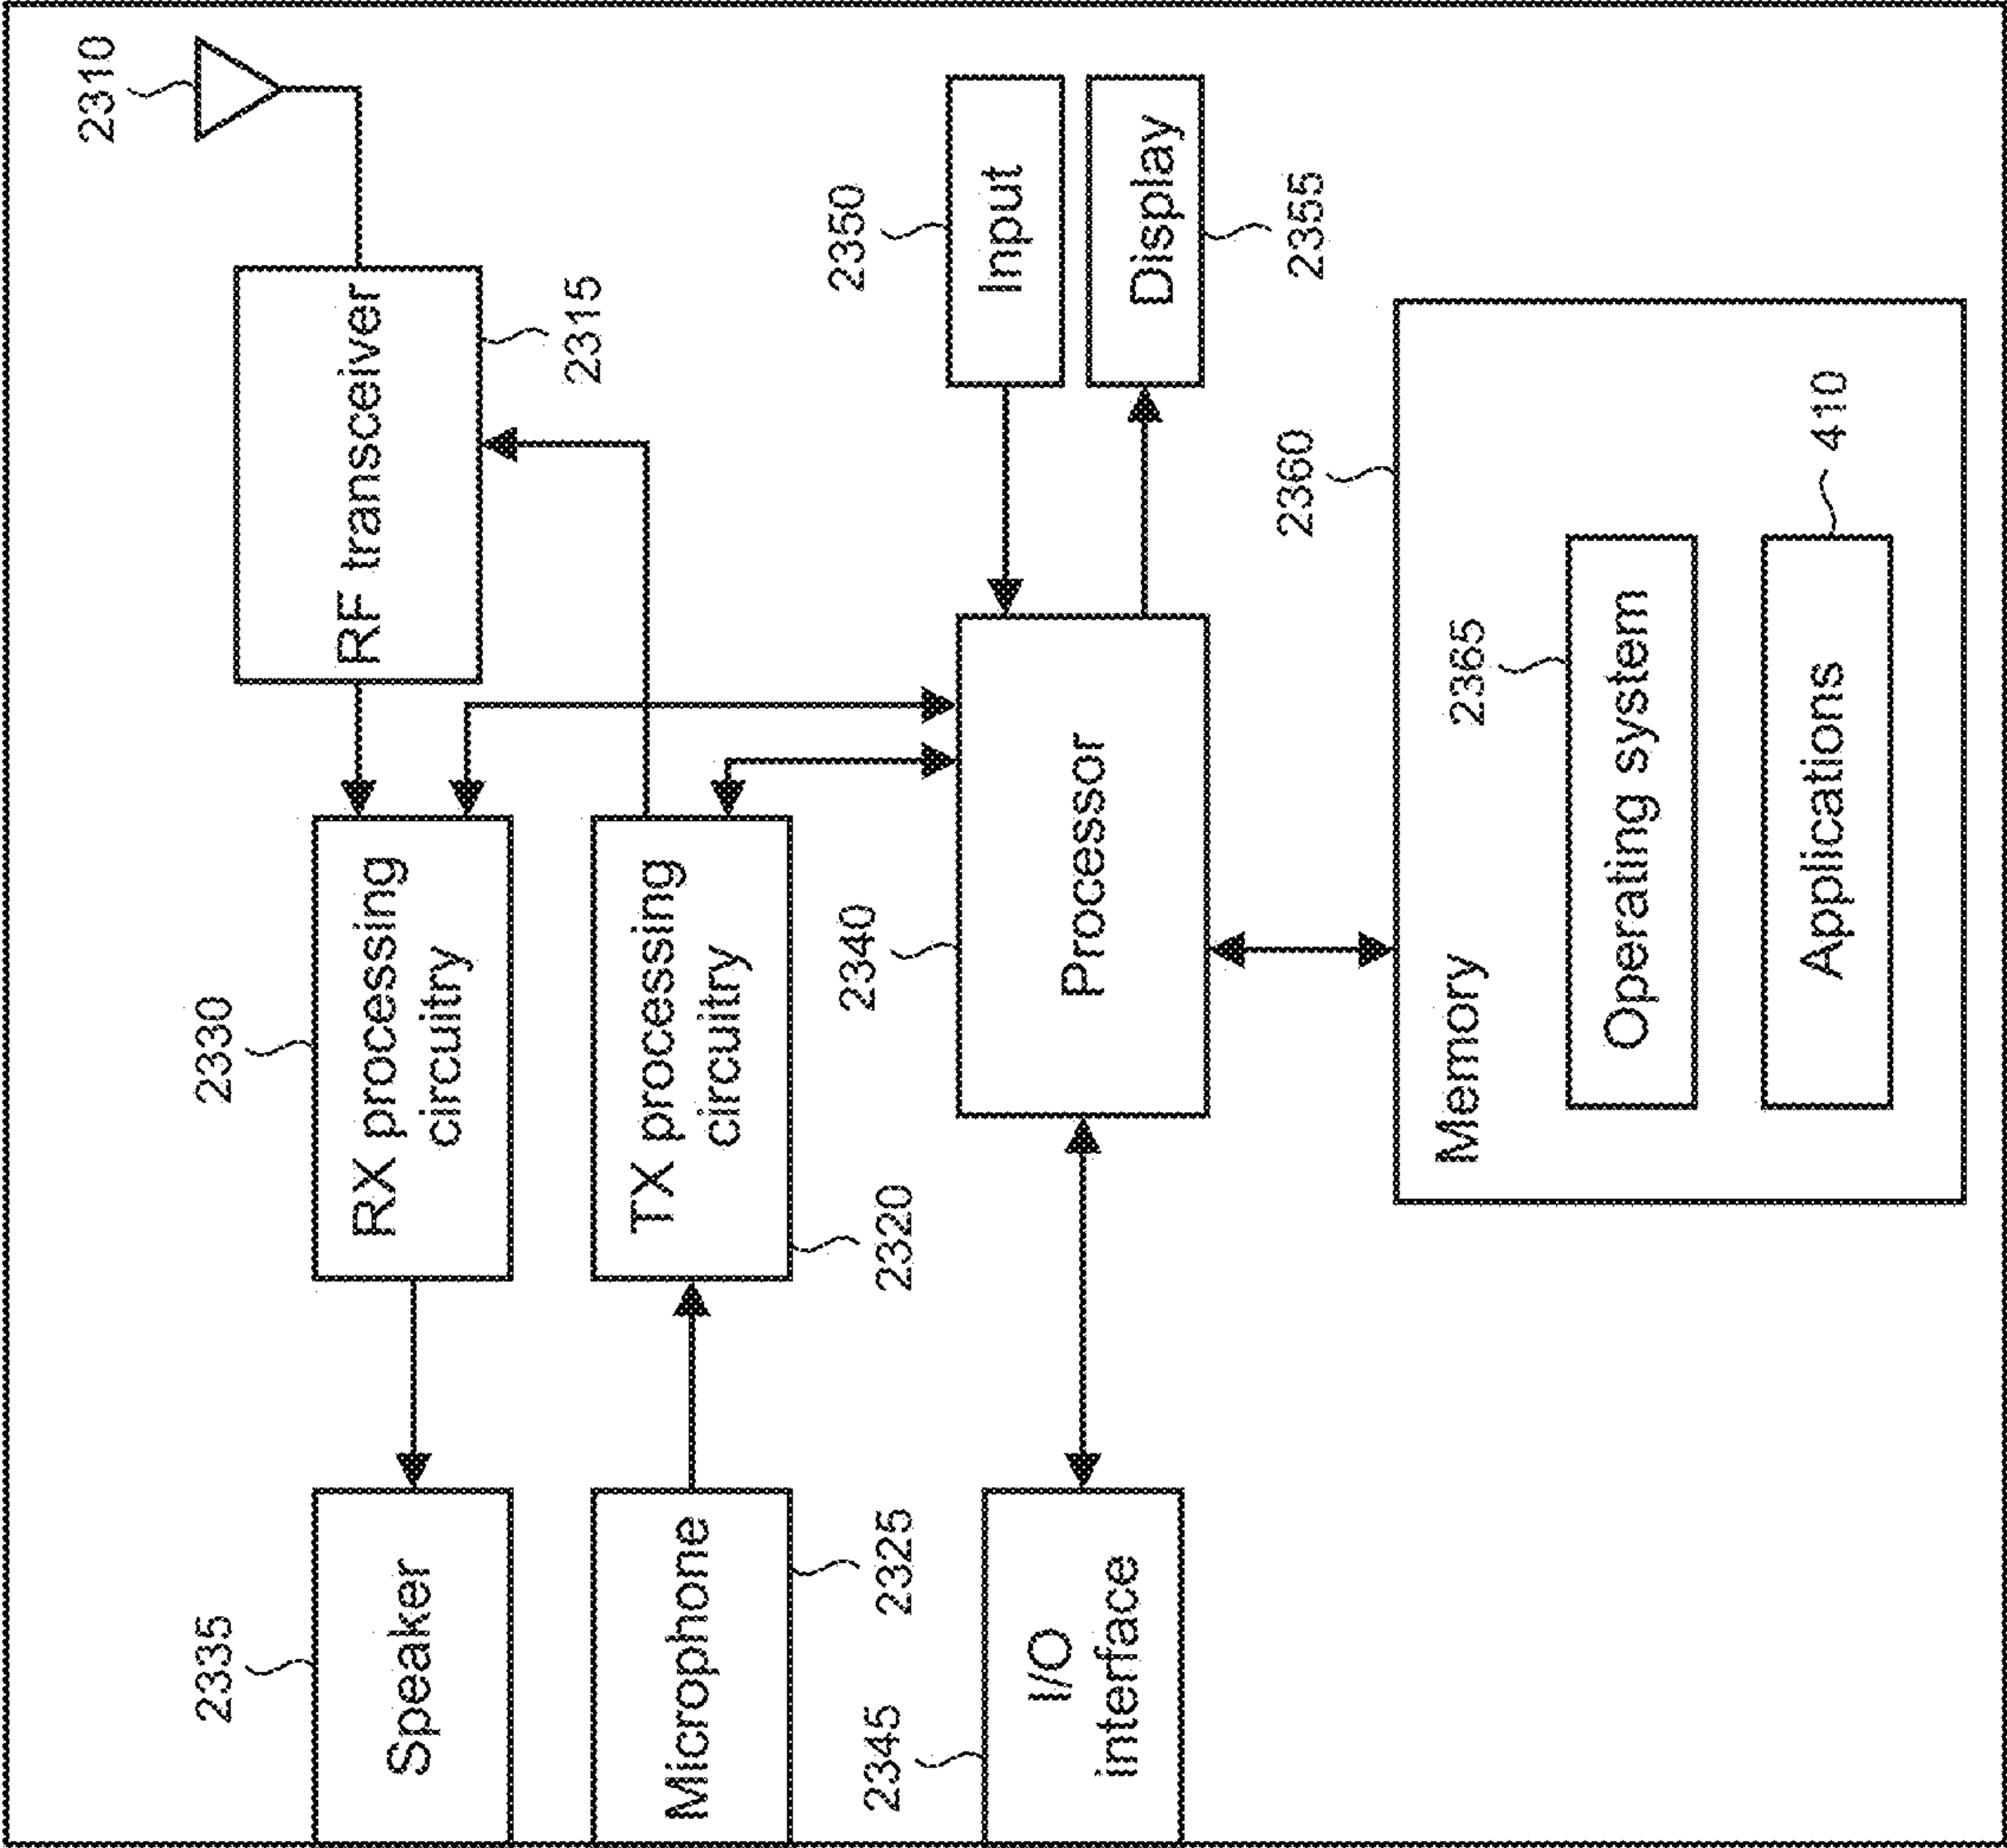 2310
RF transceiver
2315
2335
Speaker
2330
RX processing
circuitry
Microphone
2325
TX processing
circuitry
2320
2345
I/O
interface
2340
Processor
2350
Input
Display
2355
2360
Memory
2365
Operating system
Applications
410